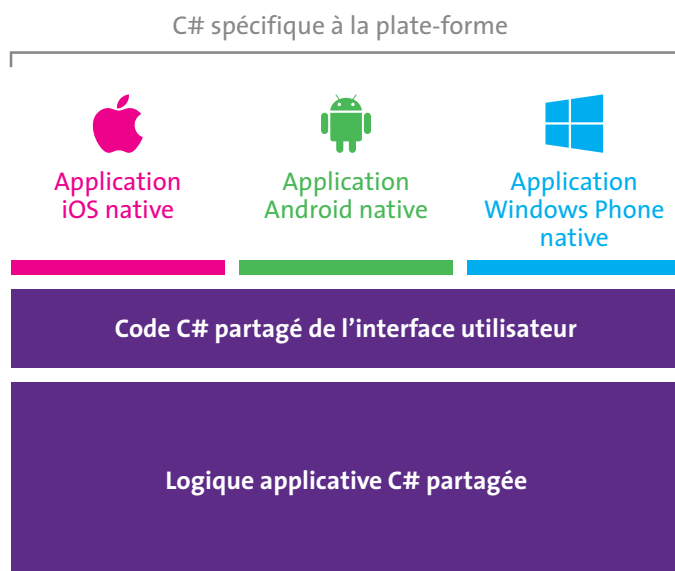 C# spécifique à la plate-forme
Application
iOS native
Application
Android native
Application
Windows Phone
native
Code C# partagé de l’interface utilisateur
Logique applicative C# partagée